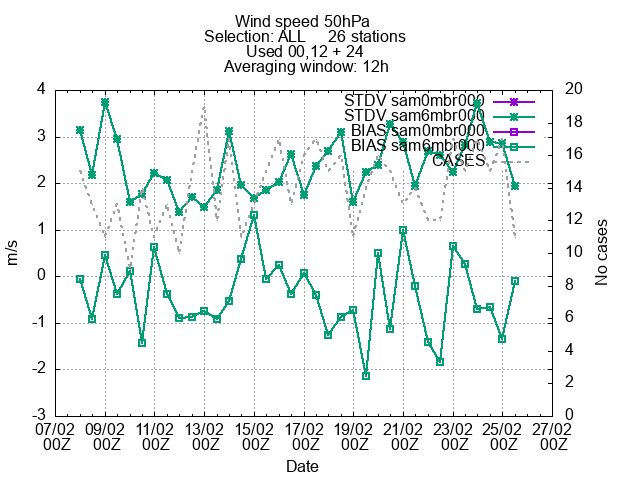 Wind speed 50hPa
Selection: ALL 26 stations
Used 00,12 + 24
Averaging window: 12h
4 20
STDV sam0mbr000
18
STDV sam6mbr000
3
BIAS sam0mbr000
16
BIAS sam6mbr000
CASES
14
2
12
1
10
0
8
6
-1
4
-2
2
-3 0
m/s
No cases
07/02 09/02 11/02 13/02 15/02 17/02 19/02 21/02 23/02 25/02 27/02
00Z 00Z 00Z 00Z 00Z 00Z 00Z 00Z 00Z 00Z 00Z
Date